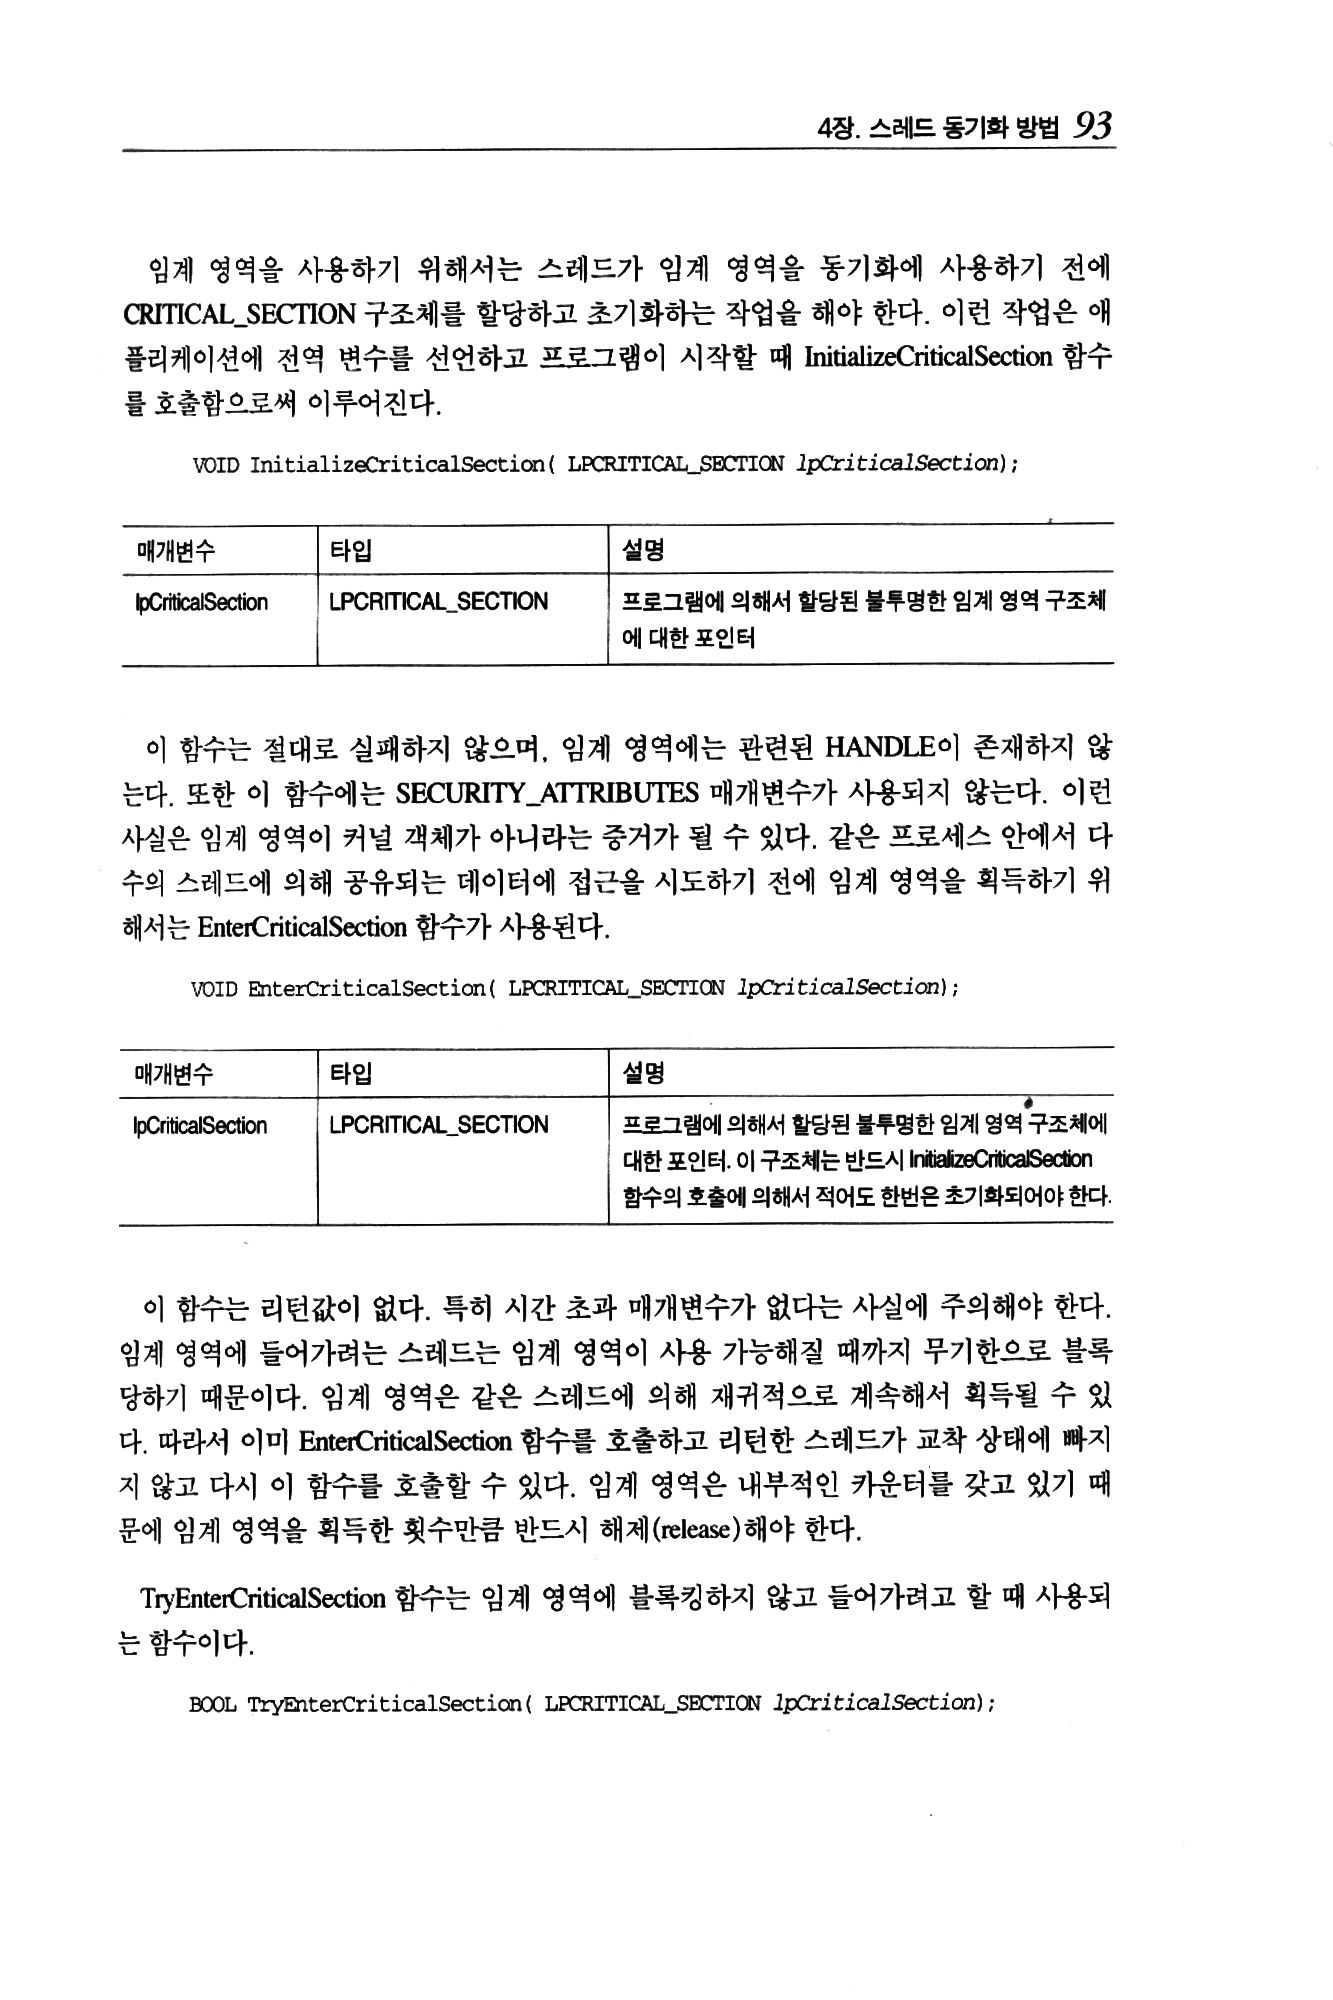 4장. 스레드 동기화 방법 93
임계 영역을 사용하기 위해서는 스레드가 임계 영역을 동기화에 사용하기 전에
CRITICAL_SECTION 구조체를 할당하고 초기화하는 작업을 해야 한다. 이런 작업은 애
플리케이션에 전역 변수를 선언하고 프로그램이 시작할 때 InitializeCriticalSection 함수
를 호출함으로써 이루어진다.
VOID InitializeCriticalSection( LPCRITICAL_SECTION lpCriticalSection);
매개변수 타입 설명
lpCriticalSection LPCRITICAL_SECTION 프로그램에 의해서 할당된 불투명한 임계 영역 구조체
에 대한 포인터
이 함수는 절대로 실패하지 않으며, 임계 영역에는 관련된 HANDLE이 존재하지 않
는다. 또한 이 함수에는 SECURITY_ATTRIBUTES 매개변수가 사용되지 않는다. 이런
사실은 임계 영역이 커널 객체가 아니라는 증거가 될 수 있다. 같은 프로세스 안에서 다
수의 스레드에 의해 공유되는 데이터에 접근을 시도하기 전에 임계 영역을 획득하기 위
해서는 EnterCriticalSection 함수가 사용된다.
VOID EnterCriticalSection( LPCRITICAL_SECTION lpCriticalSection);
매개변수 타입 설명
lpCriticalSection LPCRITICAL_SECTION 프로그램에 의해서 할당된 불투명한 임계 영역 구조체에
대한 포인터. 이 구조체는 반드시 InitializeCriticalSection
함수의 호출에 의해서 적어도 한번은 초기화되어야 한다.
이 함수는 리턴값이 없다. 특히 시간 초과 매개변수가 없다는 사실에 주의해야 한다.
임계 영역에 들어가려는 스레드는 임계 영역이 사용 가능해질 때까지 무기한으로 블록
당하기 때문이다. 임계 영역은 같은 스레드에 의해 재귀적으로 계속해서 획득될 수 있
다. 따라서 이미 EnterCriticalSection 함수를 호출하고 리턴한 스레드가 교착 상태에 빠지
지 않고 다시 이 함수를 호출할 수 있다. 임계 영역은 내부적인 카운터를 갖고 있기 때
문에 임계 영역을 획득한 횟수만큼 반드시 해제(release)해야 한다.
TryEnterCriticalSection 함수는 임계 영역에 블록킹하지 않고 들어가려고 할 때 사용되
는 함수이다.
BOOL TryEnterCriticalSection( LPCRITICAL_SECTION lpCriticalSection);